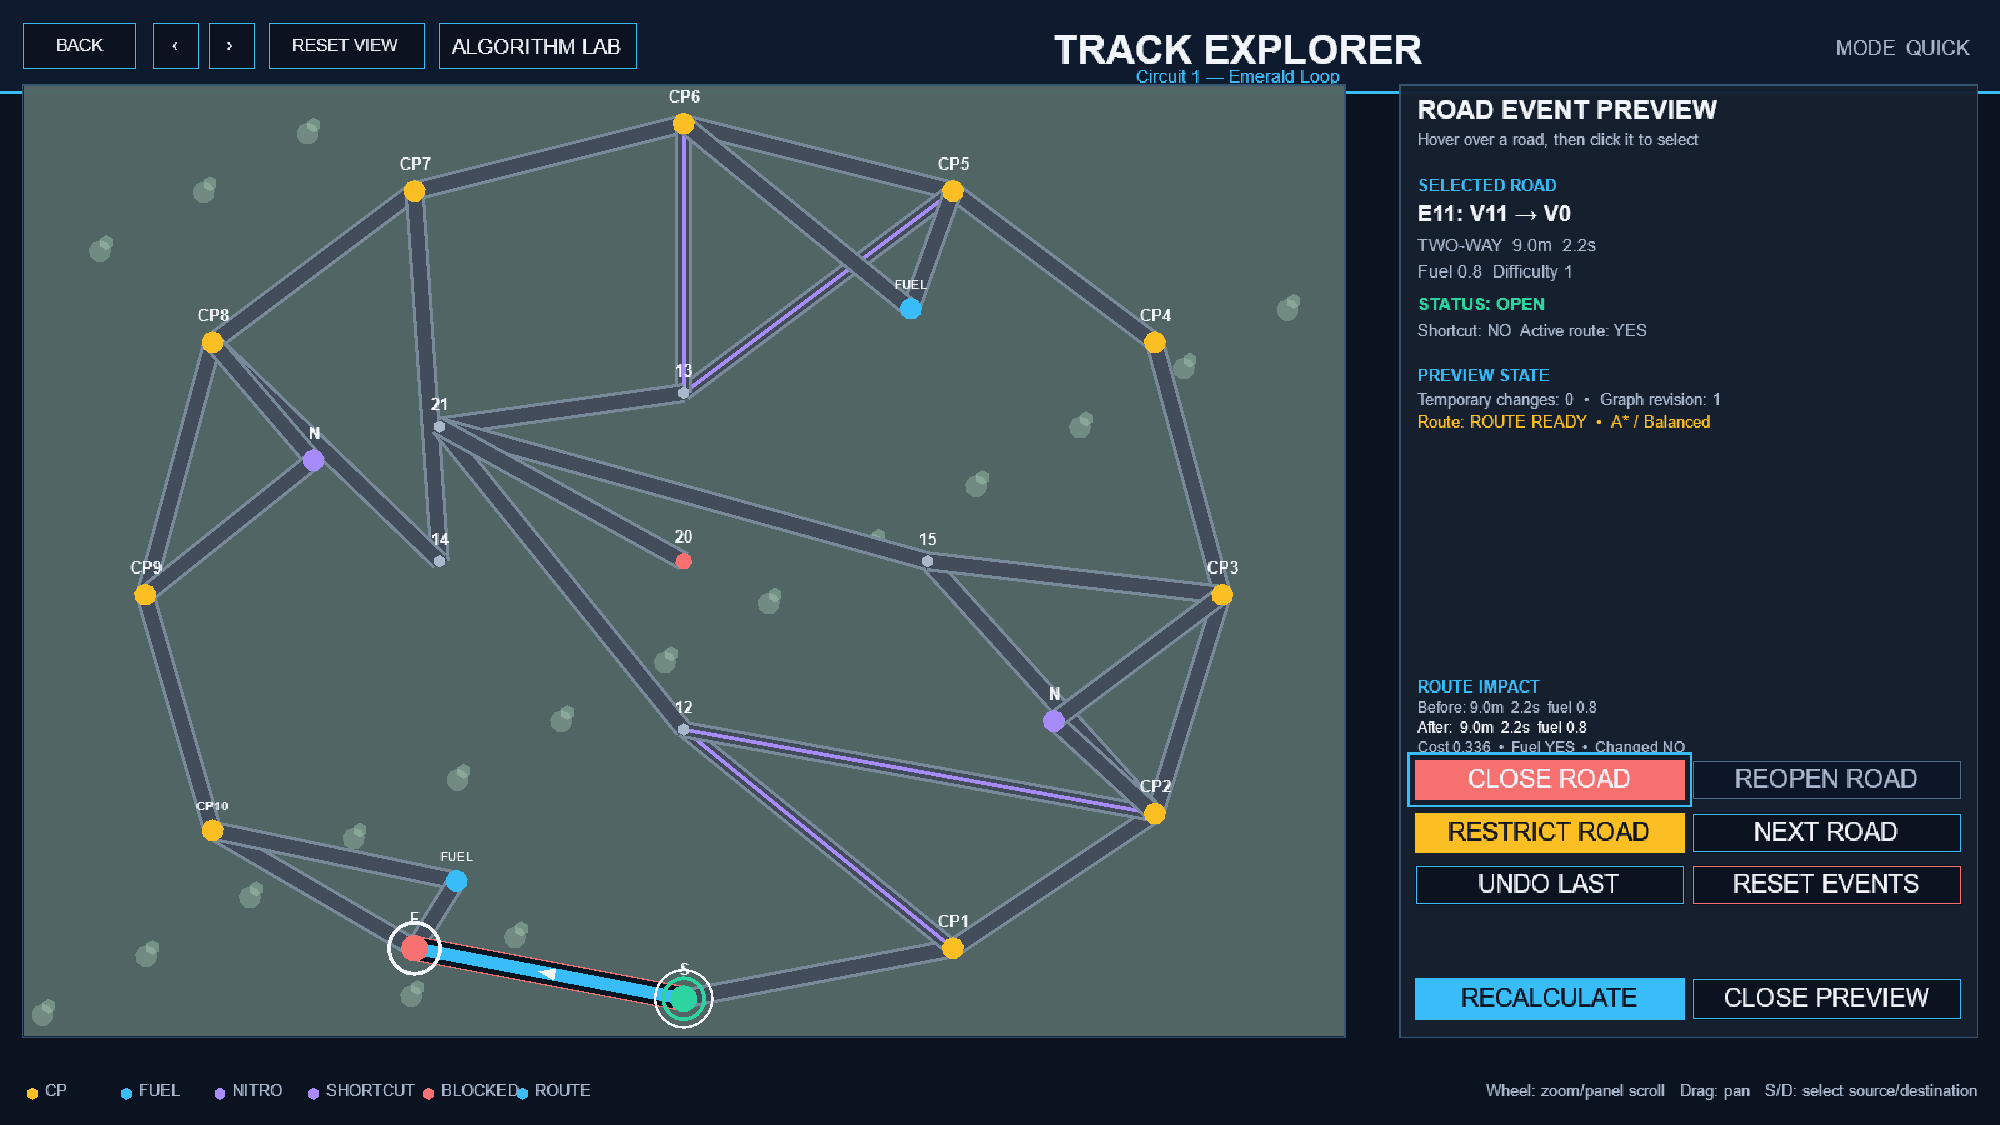 BACK
‹
›
RESET VIEW
ALGORITHM LAB
TRACK EXPLORER
Circuit 1 — Emerald Loop
MODE QUICK
CP6
CP7
CP5
FUEL
CP8
CP4
13
21
N
20
15
14
CP9
CP3
N
12
CP2
CP10
FUEL
F
CP1
S
ROAD EVENT PREVIEW
Hover over a road, then click it to select
SELECTED ROAD
E11: V11 → V0
TWO-WAY 9.0m 2.2s
Fuel 0.8 Difficulty 1
STATUS: OPEN
Shortcut: NO Active route: YES
PREVIEW STATE
Temporary changes: 0 • Graph revision: 1
Route: ROUTE READY • A* / Balanced
ROUTE IMPACT
Before: 9.0m 2.2s fuel 0.8
After: 9.0m 2.2s fuel 0.8
Cost 0.336 • Fuel YES • Changed NO
CLOSE ROAD
REOPEN ROAD
RESTRICT ROAD
NEXT ROAD
UNDO LAST
RESET EVENTS
RECALCULATE
CLOSE PREVIEW
CP
FUEL
NITRO
SHORTCUT
BLOCKED
ROUTE
Wheel: zoom/panel scroll Drag: pan S/D: select source/destination